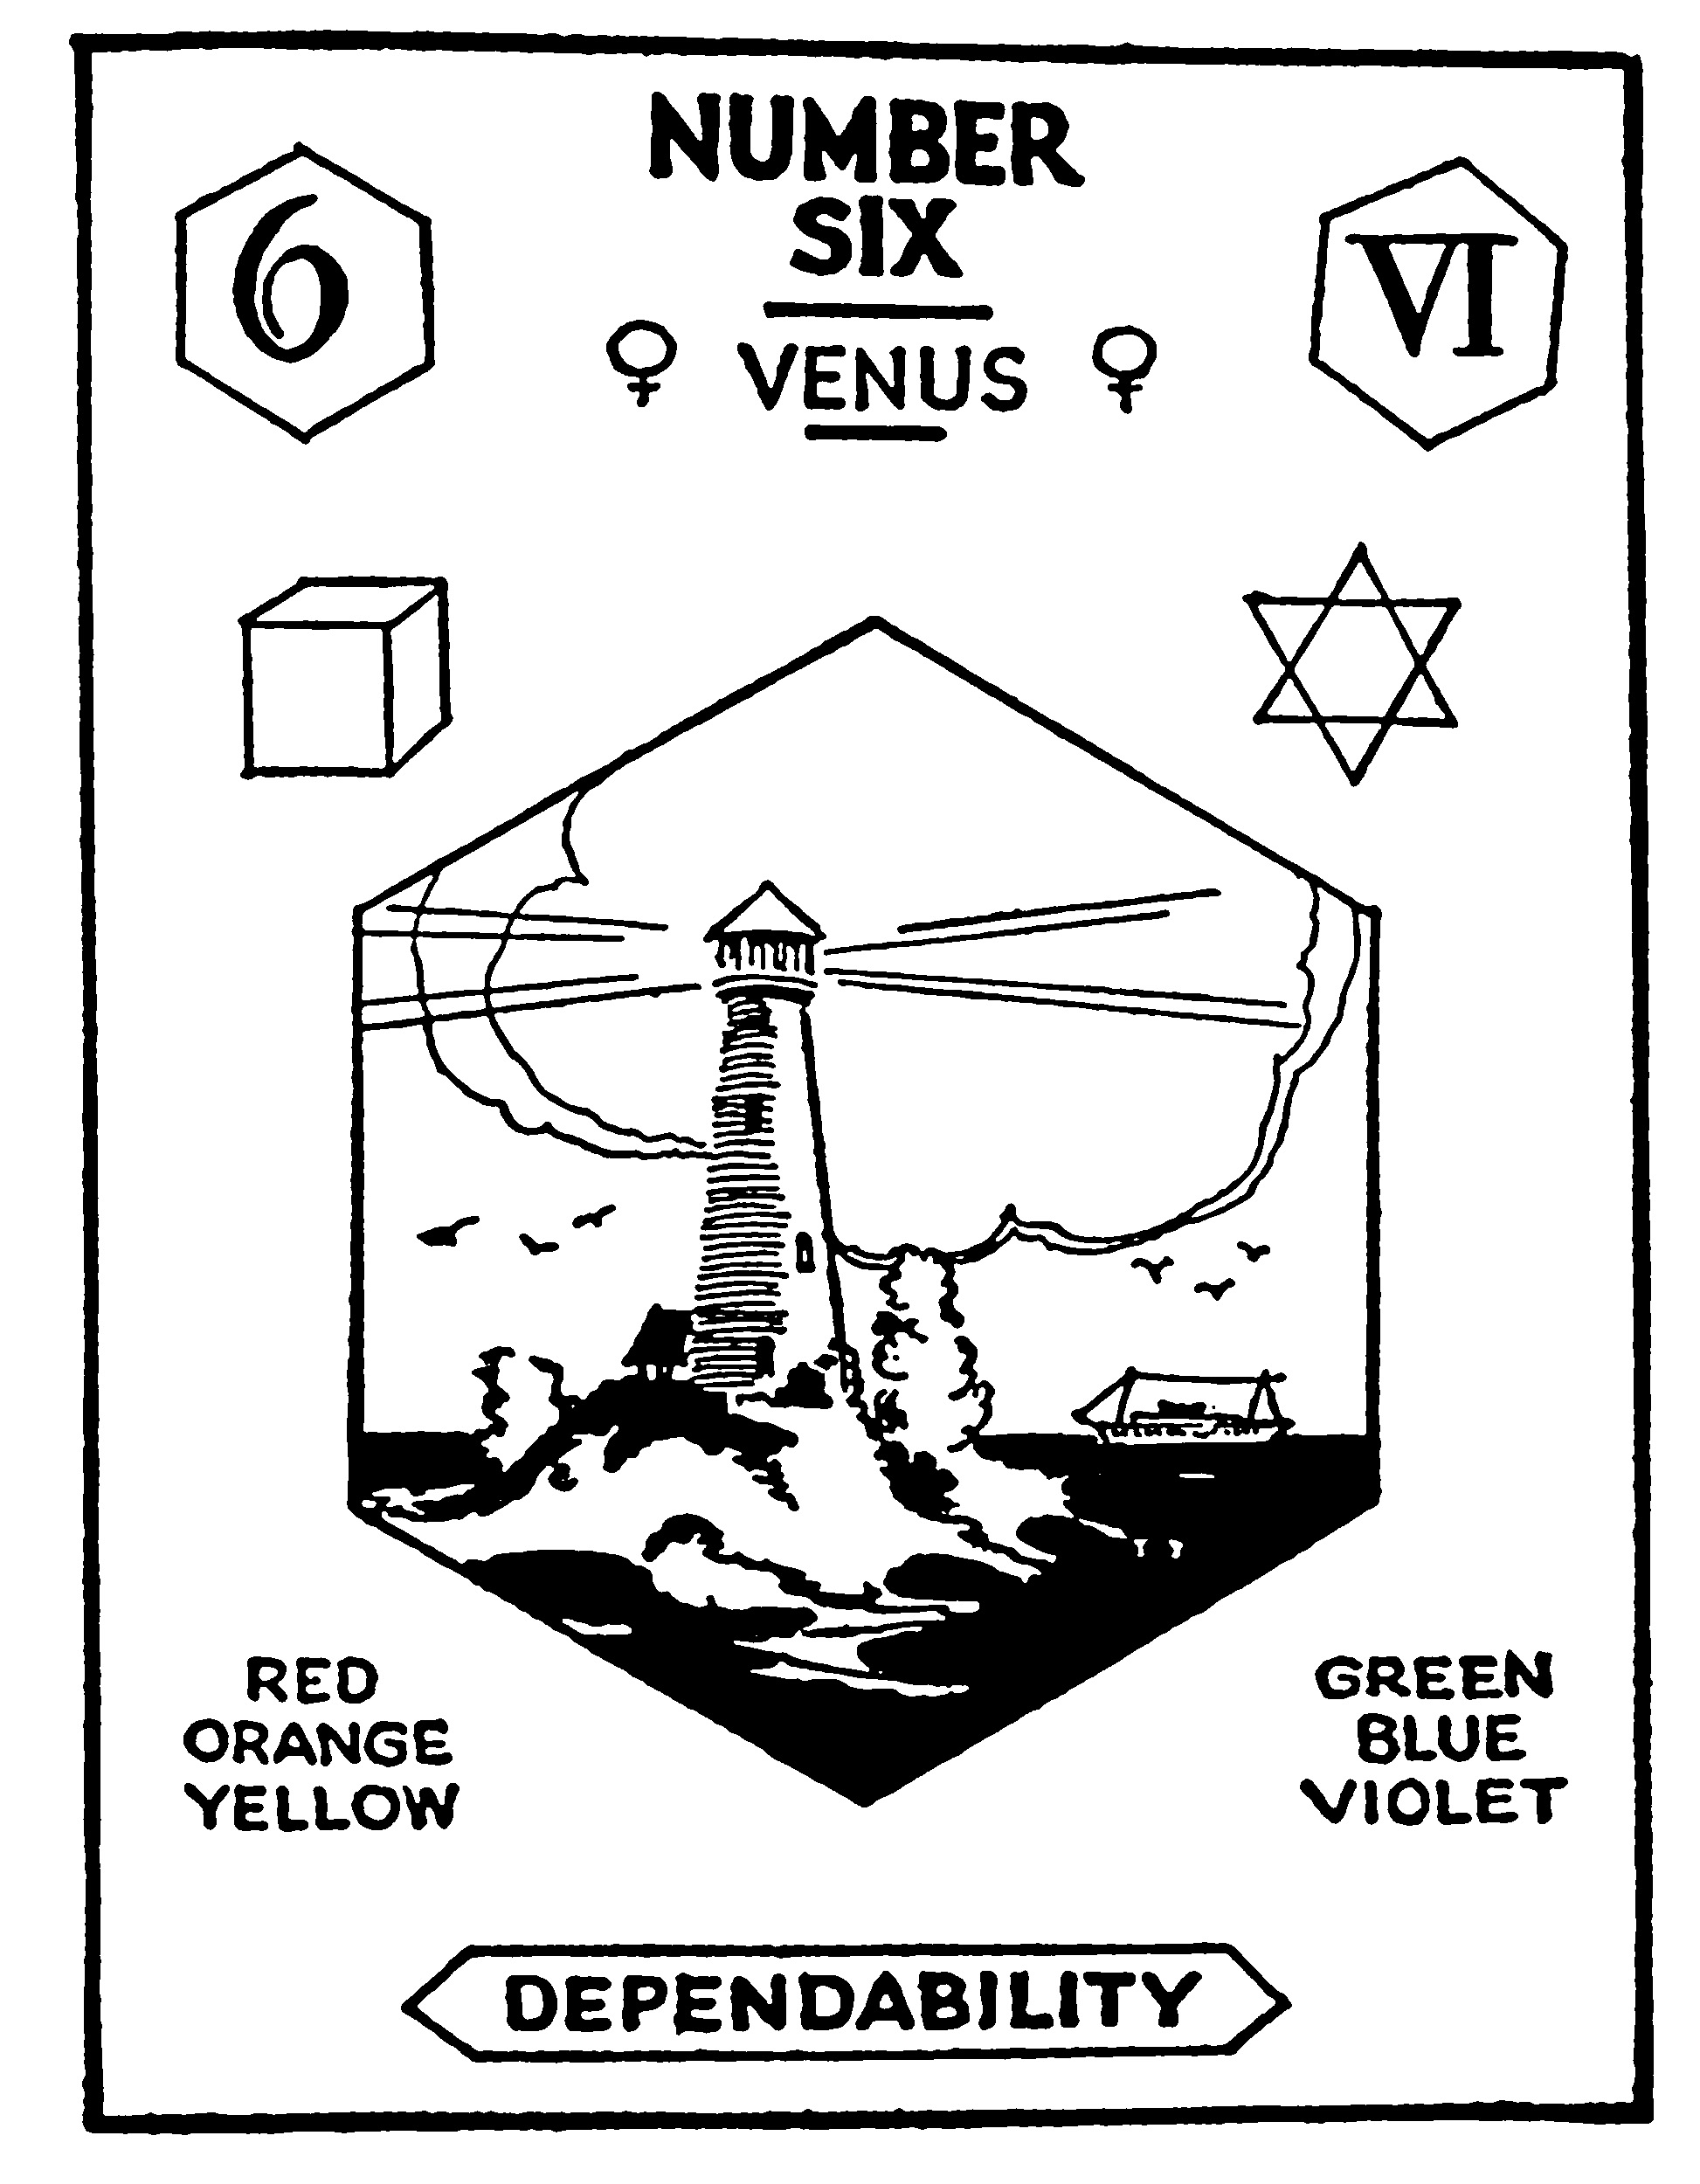 NUMBER
SIX
6
VI
♀ VENUS ♀
RED
ORANGE
YELLOW
GREEN
BLUE
VIOLET
DEPENDABILITY